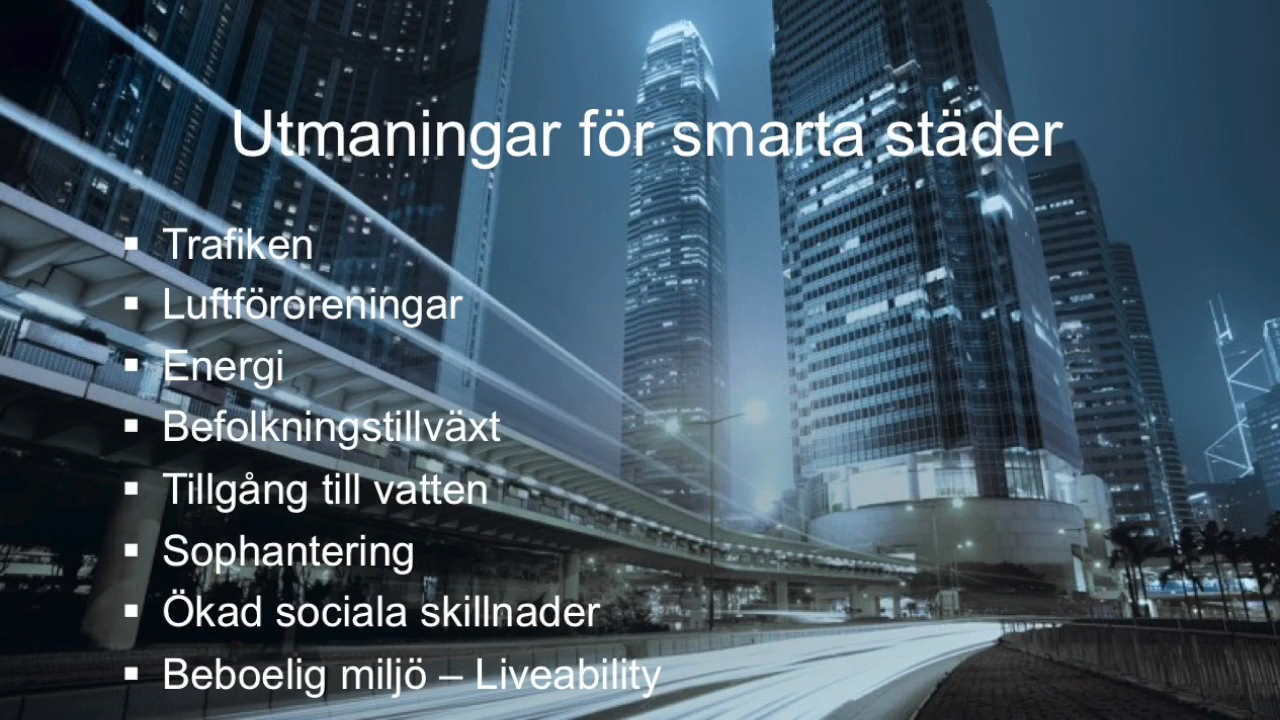 Utmaningar för smarta städer
▪ Trafiken
▪ Luftföroreningar
▪ Energi
▪ Befolkningstillväxt
▪ Tillgång till vatten
▪ Sophantering
▪ Ökad sociala skillnader
▪ Beboelig miljö – Liveability